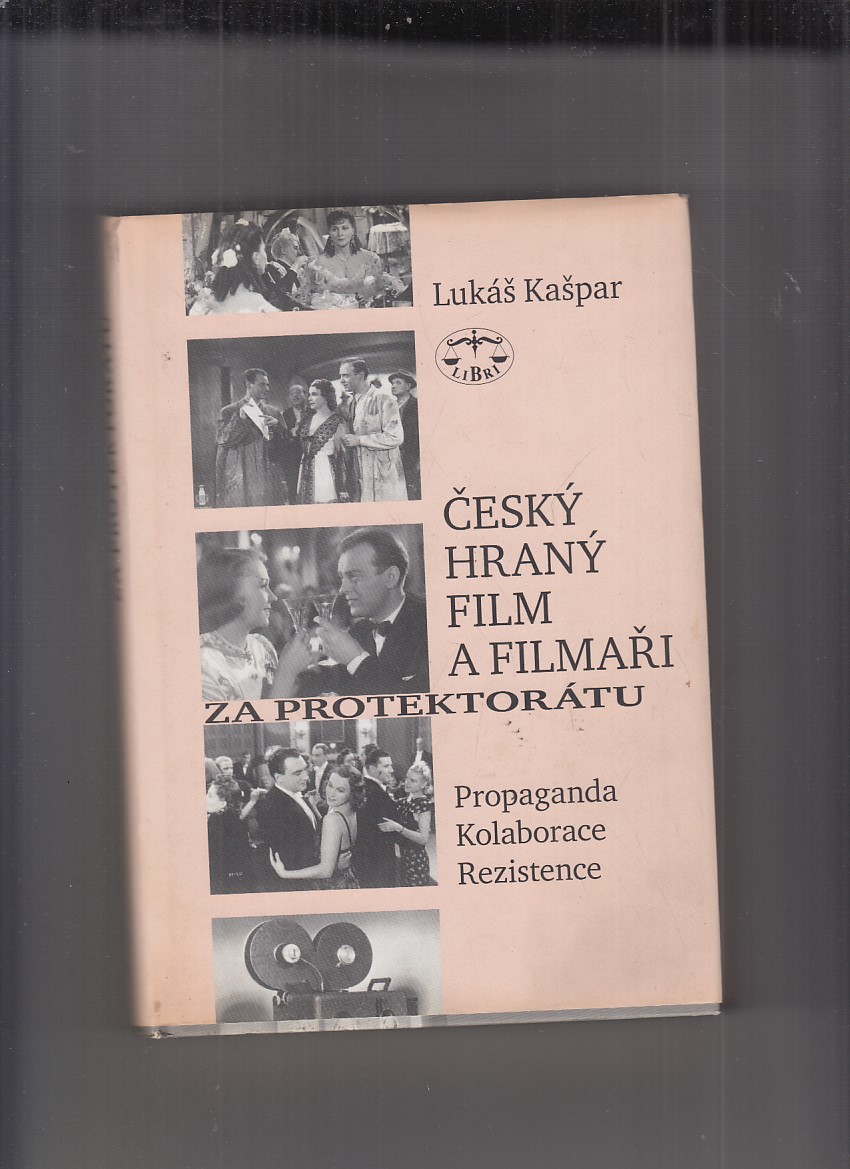 Lukáš Kašpar
LIBRI
ČESKÝ
HRANÝ
FILM
A FILMAŘI
ZA PROTEKTORÁTU
Propaganda
Kolaborace
Rezistence